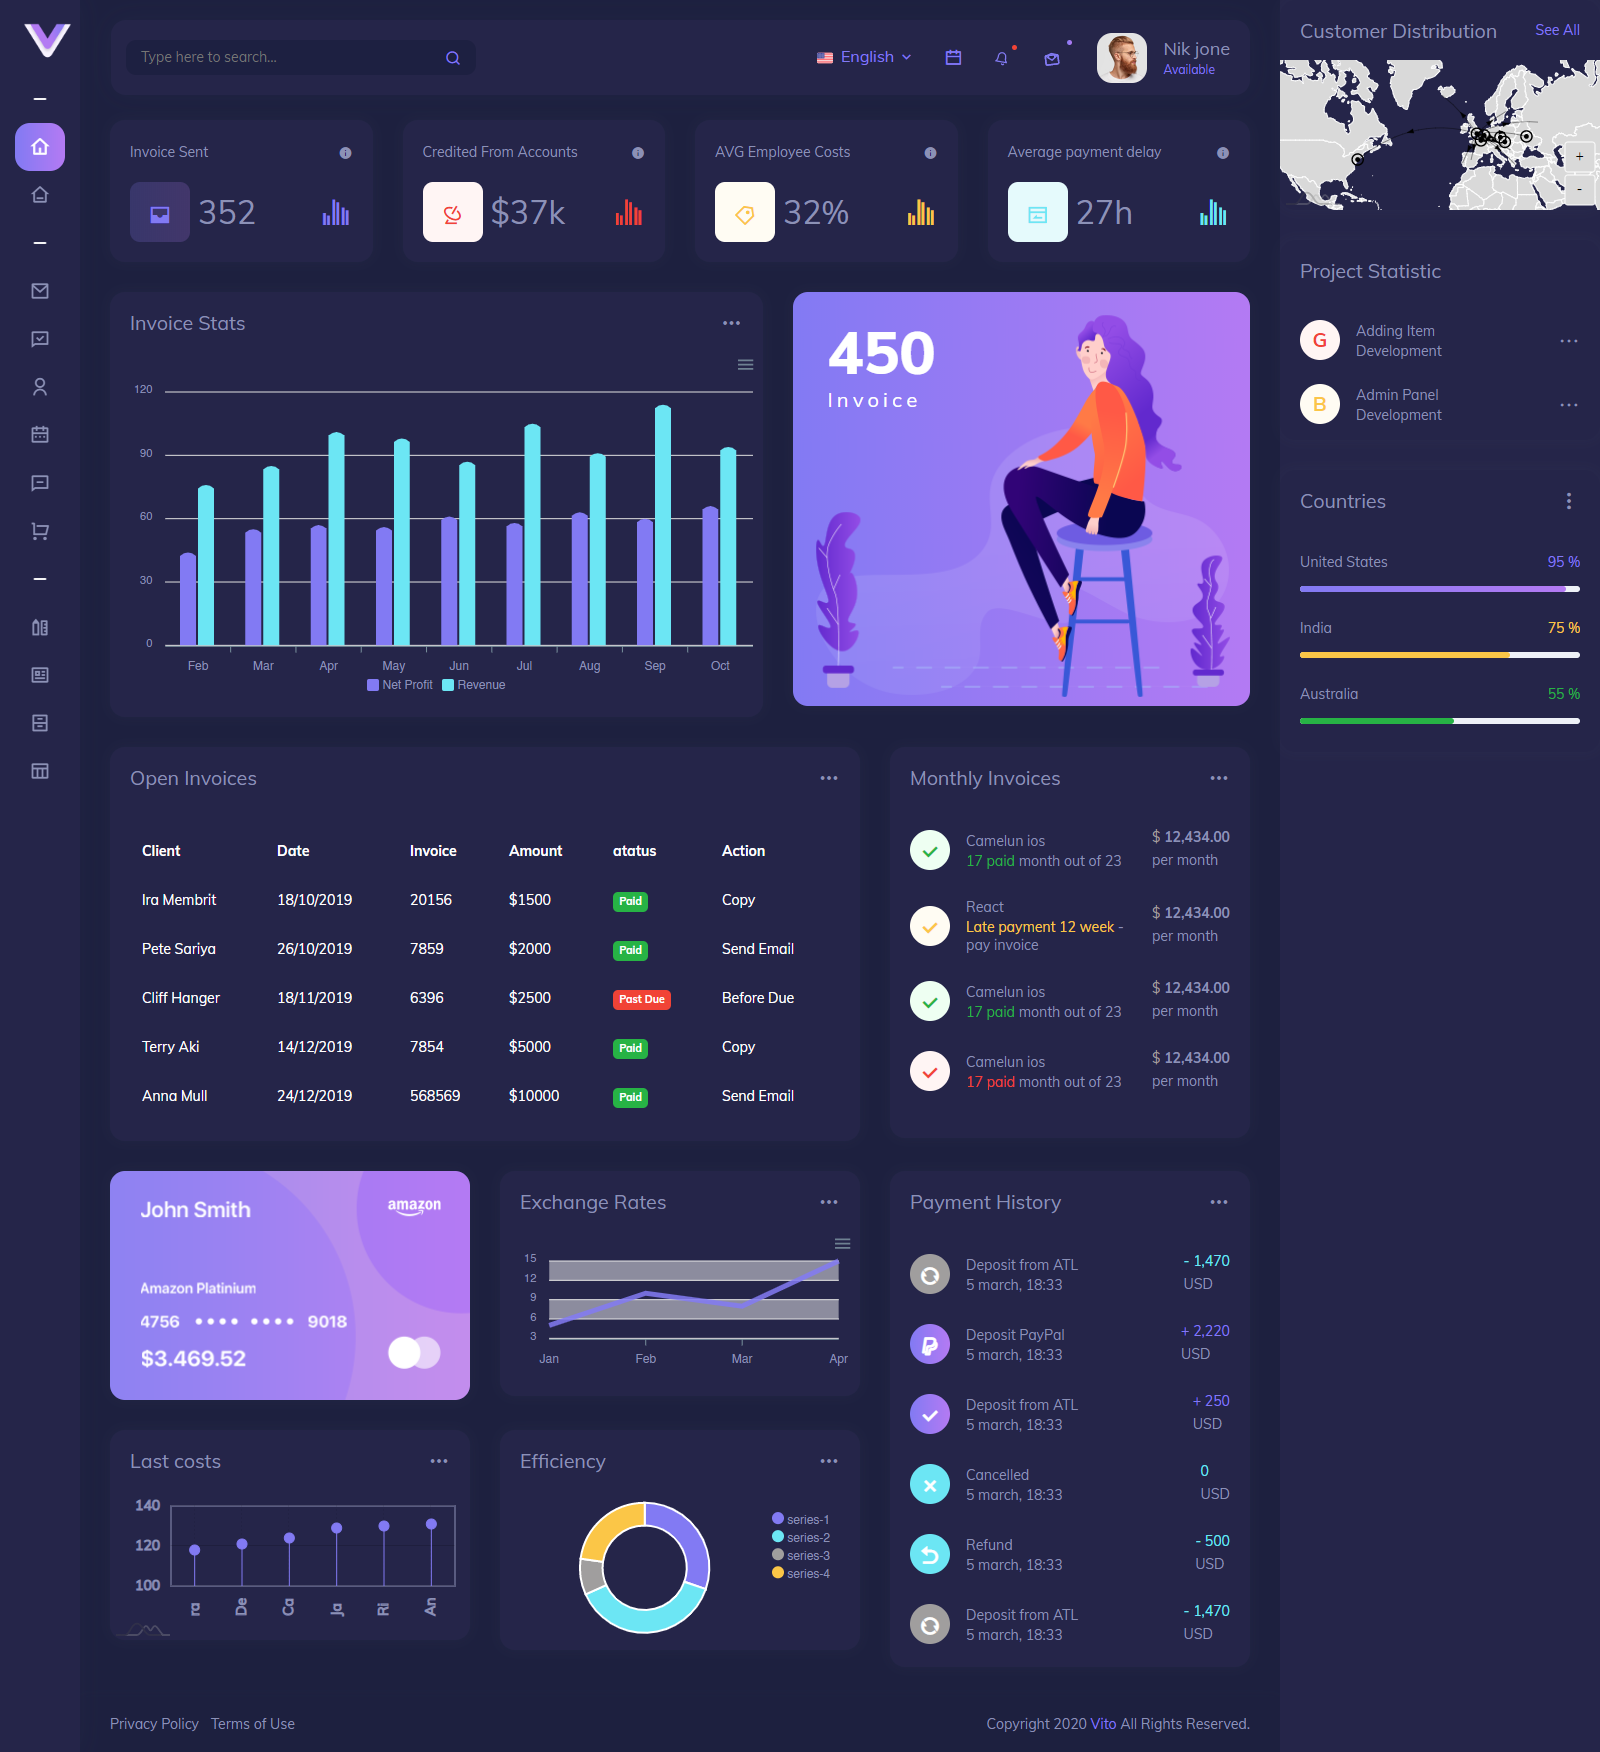 Type here to search...
English
Nik jone
Available
Customer Distribution
See All
+
-
Invoice Sent
352
Credited From Accounts
$37k
AVG Employee Costs
32%
Average payment delay
27h
Invoice Stats
120
90
60
30
0
Feb Mar Apr May Jun Jul Aug Sep Oct
Net Profit Revenue
450
Invoice
Project Statistic
G
Adding Item
Development
B
Admin Panel
Development
Countries
United States 95 %
India 75 %
Australia 55 %
Open Invoices
Client Date Invoice Amount atatus Action
Ira Membrit 18/10/2019 20156 $1500 Paid Copy
Pete Sariya 26/10/2019 7859 $2000 Paid Send Email
Cliff Hanger 18/11/2019 6396 $2500 Past Due Before Due
Terry Aki 14/12/2019 7854 $5000 Paid Copy
Anna Mull 24/12/2019 568569 $10000 Paid Send Email
Monthly Invoices
Camelun ios
17 paid month out of 23
$ 12,434.00
per month
React
Late payment 12 week -
pay invoice
$ 12,434.00
per month
Camelun ios
17 paid month out of 23
$ 12,434.00
per month
Camelun ios
17 paid month out of 23
$ 12,434.00
per month
John Smith
amazon
Amazon Platinium
4756 •••• •••• 9018
$3.469.52
Exchange Rates
15
12
9
6
3
Jan Feb Mar Apr
Payment History
Deposit from ATL
5 march, 18:33
- 1,470
USD
Deposit PayPal
5 march, 18:33
+ 2,220
USD
Deposit from ATL
5 march, 18:33
+ 250
USD
Cancelled
5 march, 18:33
0
USD
Refund
5 march, 18:33
- 500
USD
Deposit from ATL
5 march, 18:33
- 1,470
USD
Last costs
140
120
100
De Ca Ja Ri An
Efficiency
series-1
series-2
series-3
series-4
Privacy Policy Terms of Use
Copyright 2020 Vito All Rights Reserved.